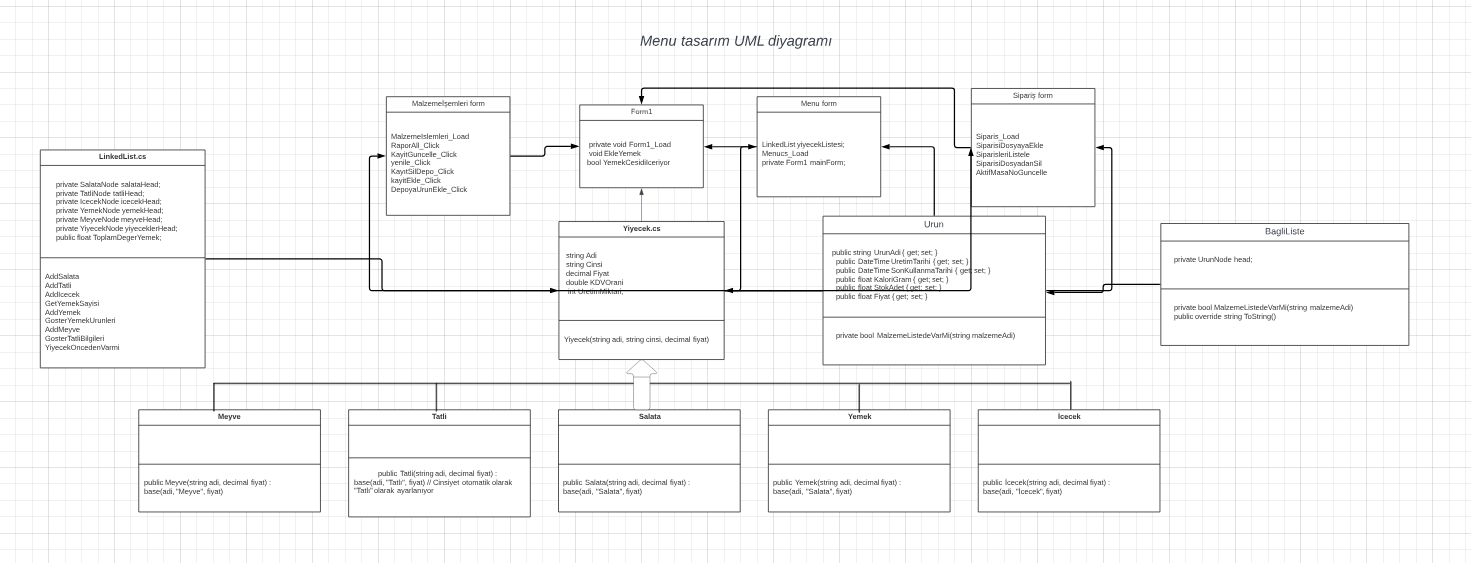 Menu tasarım UML diyagramı
MalzemeIşemleri form
MalzemeIslemleri_Load
RaporAll_Click
KayitGuncelle_Click
yenile_Click
KayıtSilDepo_Click
kayitEkle_Click
DepoyaUrunEkle_Click
Form1
private void Form1_Load
void EkleYemek
bool YemekCesidiIceriyor
Menu form
LinkedList yiyecekListesi;
Menucs_Load
private Form1 mainForm;
Sipariş form
Siparis_Load
SiparisiDosyayaEkle
SiparisleriListele
SiparisiDosyadanSil
AktifMasaNoGuncelle
LinkedList.cs
private SalataNode salataHead;
private TatliNode tatliHead;
private IcecekNode icecekHead;
private YemekNode yemekHead;
private MeyveNode meyveHead;
private YiyecekNode yiyeceklerHead;
public float ToplamDegerYemek;
AddSalata
AddTatli
AddIcecek
GetYemekSayisi
AddYemek
GosterYemekUrunleri
AddMeyve
GosterTatliBilgileri
YiyecekOncedenVarmi
Yiyecek.cs
string Adi
string Cinsi
decimal Fiyat
double KDVOrani
int UretimMiktari;
Yiyecek(string adi, string cinsi, decimal fiyat)
Urun
public string UrunAdi { get; set; }
public DateTime UretimTarihi { get; set; }
public DateTime SonKullanmaTarihi { get; set; }
public float KaloriGram { get; set; }
public float StokAdet { get; set; }
public float Fiyat { get; set; }
private bool MalzemeListedeVarMi(string malzemeAdi)
BagliListe
private UrunNode head;
private bool MalzemeListedeVarMi(string malzemeAdi)
public override string ToString()
Meyve
public Meyve(string adi, decimal fiyat) :
base(adi, "Meyve", fiyat)
Tatli
public Tatli(string adi, decimal fiyat) :
base(adi, "Tatlı", fiyat) // Cinsiyet otomatik olarak
"Tatlı" olarak ayarlanıyor
Salata
public Salata(string adi, decimal fiyat) :
base(adi, "Salata", fiyat)
Yemek
public Yemek(string adi, decimal fiyat) :
base(adi, "Salata", fiyat)
İcecek
public İcecek(string adi, decimal fiyat) :
base(adi, "İcecek", fiyat)